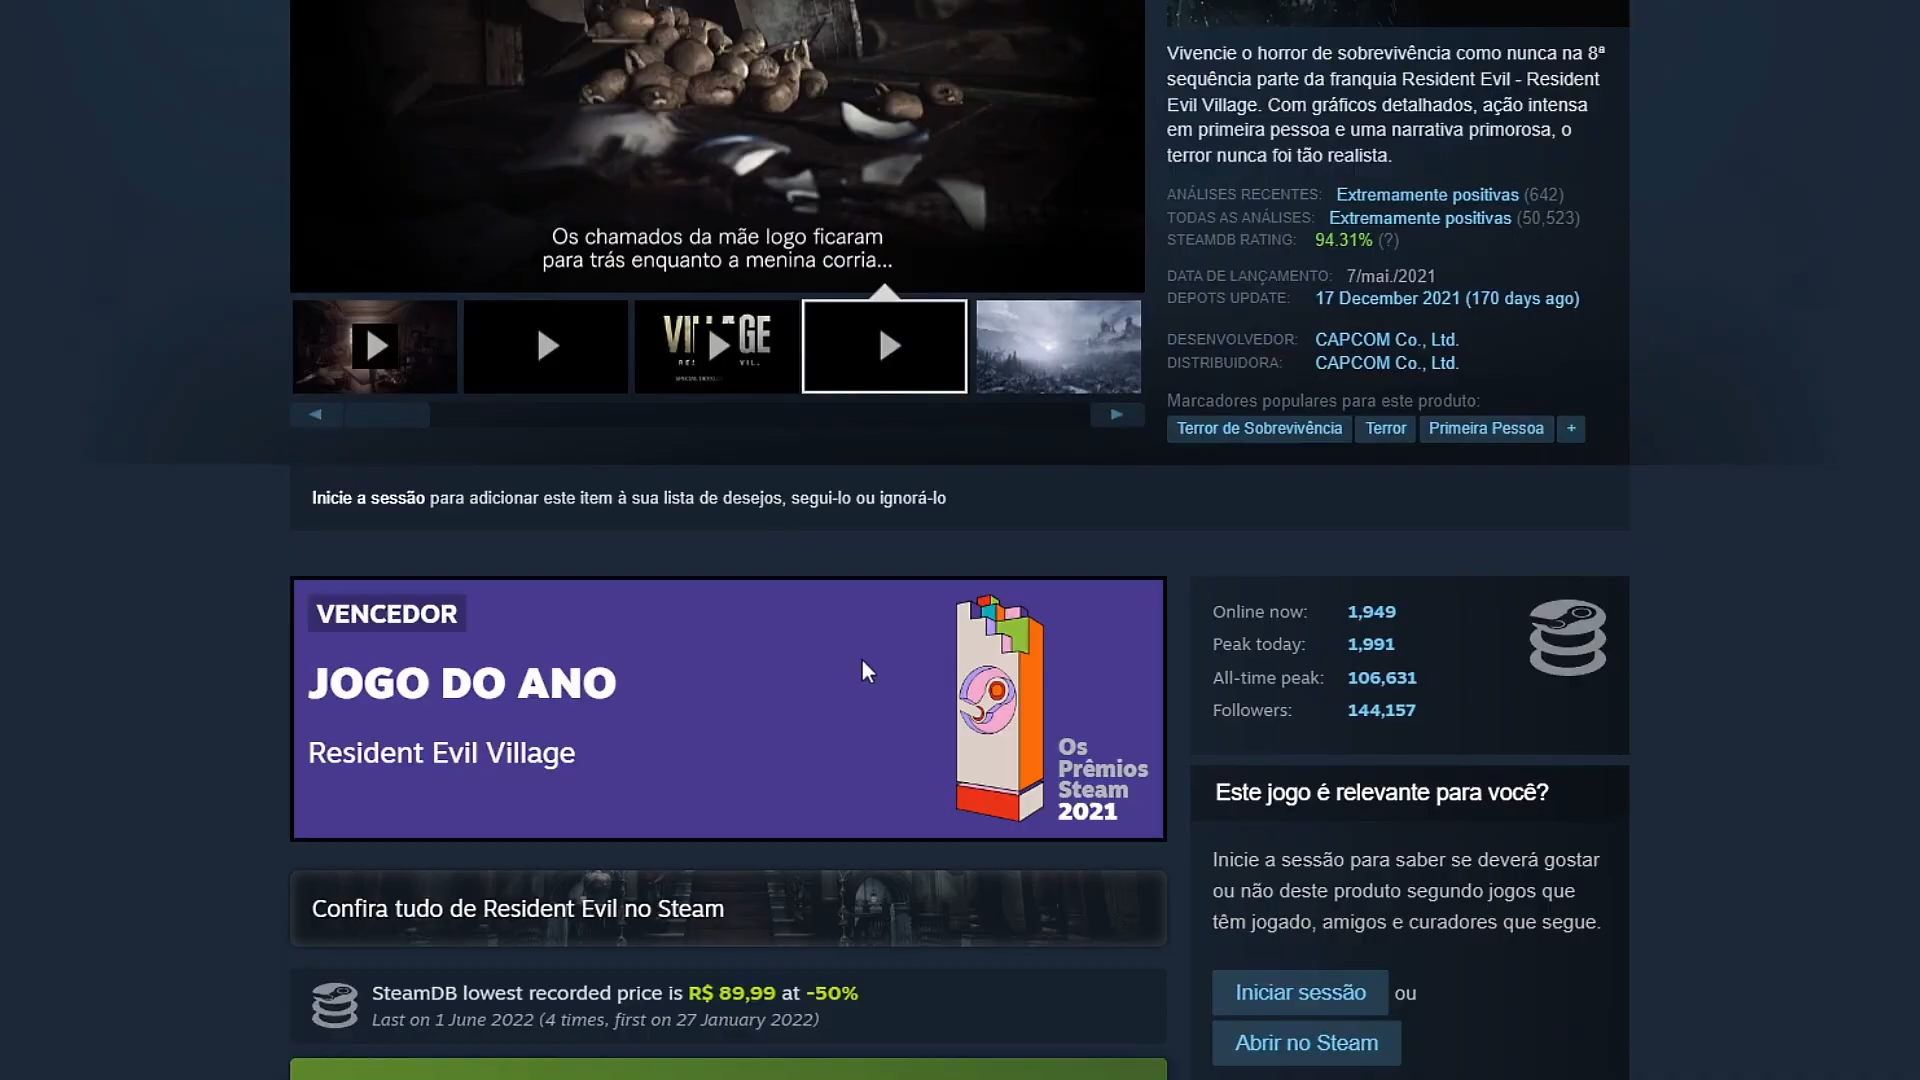 Vivencie o horror de sobrevivência como nunca na 8ª
sequência parte da franquia Resident Evil - Resident
Evil Village. Com gráficos detalhados, ação intensa
em primeira pessoa e uma narrativa primorosa, o
terror nunca foi tão realista.
ANÁLISES RECENTES: Extremamente positivas (642)
TODAS AS ANÁLISES: Extremamente positivas (50,523)
STEAMDB RATING: 94.31% (?)
DATA DE LANÇAMENTO: 7/mai./2021
DEPOTS UPDATE: 17 December 2021 (170 days ago)
DESENVOLVEDOR: CAPCOM Co., Ltd.
DISTRIBUIDORA: CAPCOM Co., Ltd.
Marcadores populares para este produto:
Terror de Sobrevivência Terror Primeira Pessoa +
Os chamados da mãe logo ficaram
para trás enquanto a menina corria...
Inicie a sessão para adicionar este item à sua lista de desejos, segui-lo ou ignorá-lo
VENCEDOR
JOGO DO ANO
Resident Evil Village
Os
Prêmios
Steam
2021
Confira tudo de Resident Evil no Steam
SteamDB lowest recorded price is R$ 89,99 at -50%
Last on 1 June 2022 (4 times, first on 27 January 2022)
Online now: 1,949
Peak today: 1,991
All-time peak: 106,631
Followers: 144,157
Este jogo é relevante para você?
Inicie a sessão para saber se deverá gostar
ou não deste produto segundo jogos que
têm jogado, amigos e curadores que segue.
Iniciar sessão ou
Abrir no Steam